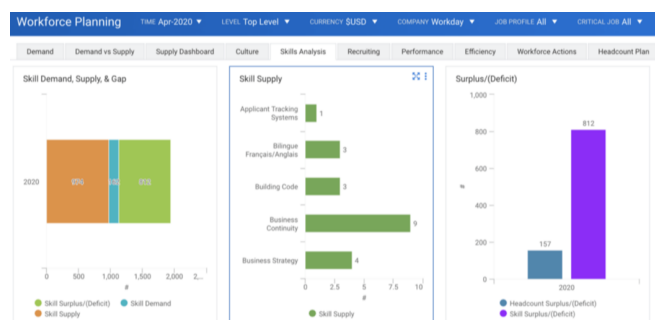 Workforce Planning TIME Apr-2020 ▼ LEVEL Top Level ▼ CURRENCY $USD ▼ COMPANY Workday ▼ JOB PROFILE All ▼ CRITICAL JOB All ▼
Demand Demand vs Supply Supply Dashboard Culture Skills Analysis Recruiting Performance Efficiency Workforce Actions Headcount Plan
Skill Demand, Supply, & Gap
2020
812
0 500 1,000 1,500 2,000 2,...
#
Skill Surplus/(Deficit) Skill Demand
Skill Supply
Skill Supply
Applicant Tracking
Systems
1
Bilingue
Français/Anglais
3
Building Code
3
Business
Continuity
9
Business Strategy
4
0 2.5 5 7.5 10
#
Skill Supply
Surplus/(Deficit)
1,000
800
600
400
200
0
#
157
812
2020
Headcount Surplus/(Deficit)
Skill Surplus/(Deficit)